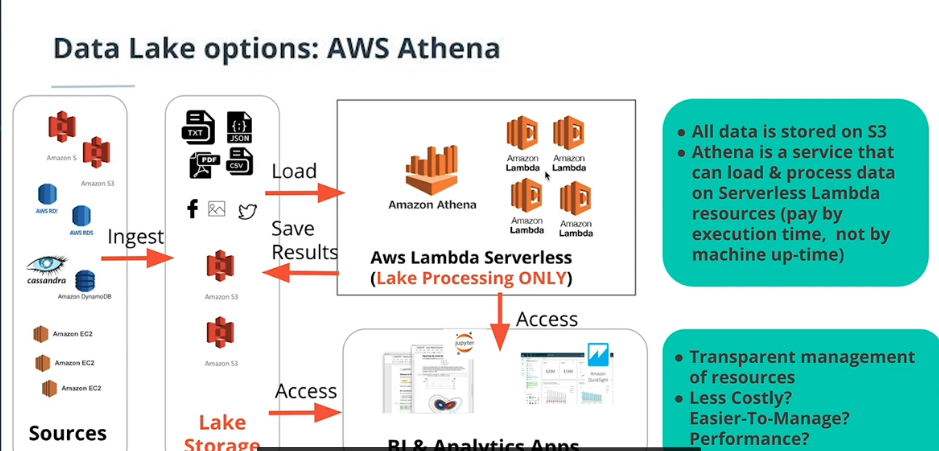 Data Lake options: AWS Athena
Amazon S
Amazon S3
AWS RDS
AWS RDS
cassandra
Amazon DynamoDB
Amazon EC2
Amazon EC2
Amazon EC2
Sources
Ingest
TXT
{;}
JSON
PDF
CSV
Amazon S3
Amazon S3
Lake
Storage
Load
Save
Results
Access
Amazon Athena
Amazon
Lambda
Amazon
Lambda
Amazon
Lambda
Amazon
Lambda
Aws Lambda Serverless
(Lake Processing ONLY)
Access
jupyter
Amazon
QuickSight
BI & Analytics Apps
● All data is stored on S3
● Athena is a service that
can load & process data
on Serverless Lambda
resources (pay by
execution time, not by
machine up-time)
● Transparent management
of resources
● Less Costly?
Easier-To-Manage?
Performance?